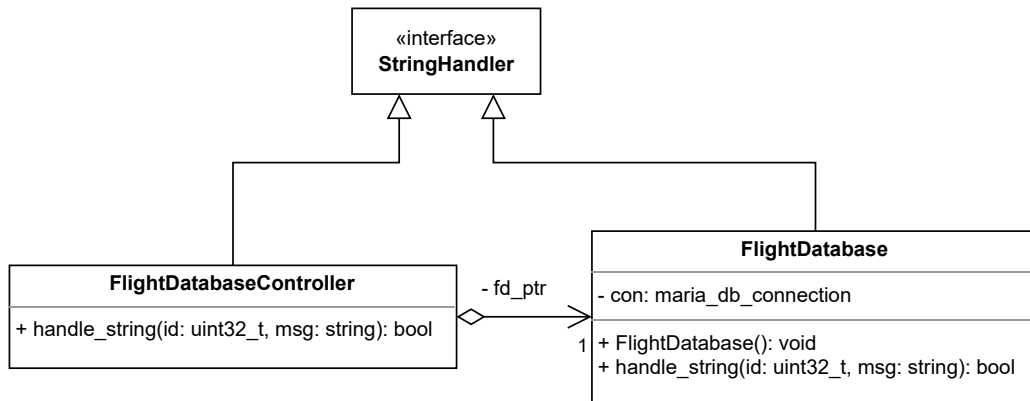 «interface»
StringHandler
FlightDatabaseController
+ handle_string(id: uint32_t, msg: string): bool
- fd_ptr
1
FlightDatabase
- con: maria_db_connection
+ FlightDatabase(): void
+ handle_string(id: uint32_t, msg: string): bool